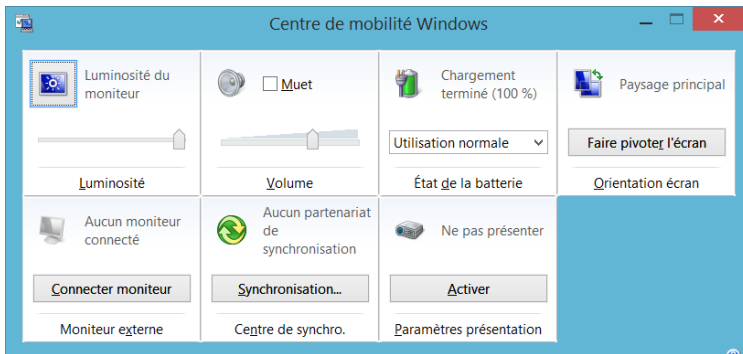 Centre de mobilité Windows
Luminosité du
moniteur
Luminosité
Muet
Volume
Chargement
terminé (100 %)
Utilisation normale
État de la batterie
Paysage principal
Faire pivoter l'écran
Orientation écran
Aucun moniteur
connecté
Connecter moniteur
Moniteur externe
Aucun partenariat
de
synchronisation
Synchronisation...
Centre de synchro.
Ne pas présenter
Activer
Paramètres présentation